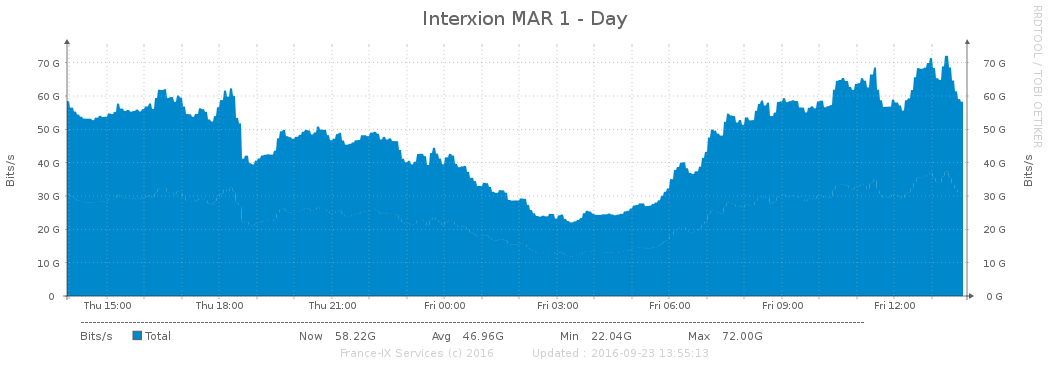 Interxion MAR 1 - Day
RRDTOOL / TOBI OETIKER
Bits/s
70 G 70 G
60 G 60 G
50 G 50 G
40 G 40 G
30 G 30 G
20 G 20 G
10 G 10 G
0 0 G
Bits/s
Thu 15:00 Thu 18:00 Thu 21:00 Fri 00:00 Fri 03:00 Fri 06:00 Fri 09:00 Fri 12:00
Bits/s Total Now 58.22G Avg 46.96G Min 22.04G Max 72.00G
France-IX Services (c) 2016 Updated : 2016-09-23 13:55:13